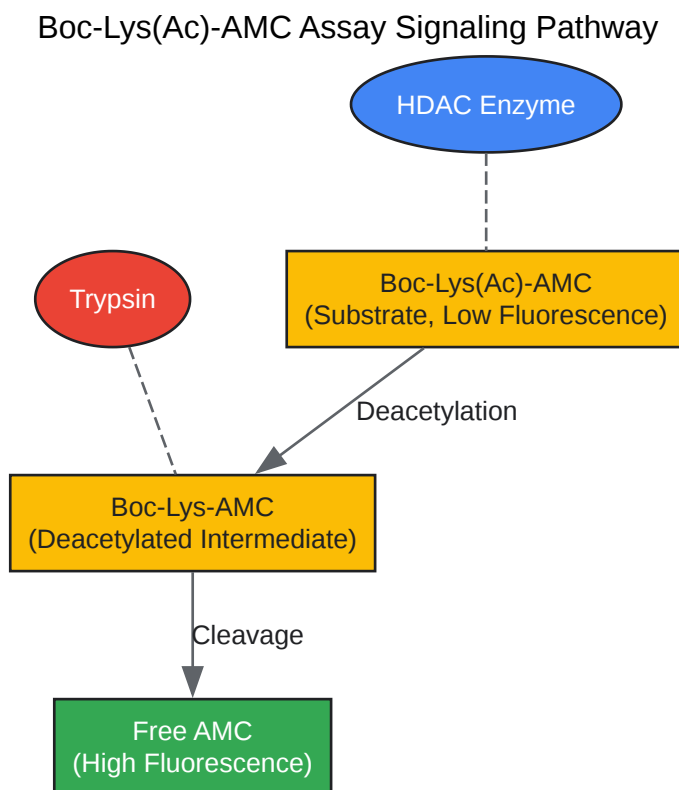 Boc-Lys(Ac)-AMC Assay Signaling Pathway
HDAC Enzyme
Trypsin
Boc-Lys(Ac)-AMC
(Substrate, Low Fluorescence)
Deacetylation
Boc-Lys-AMC
(Deacetylated Intermediate)
Cleavage
Free AMC
(High Fluorescence)